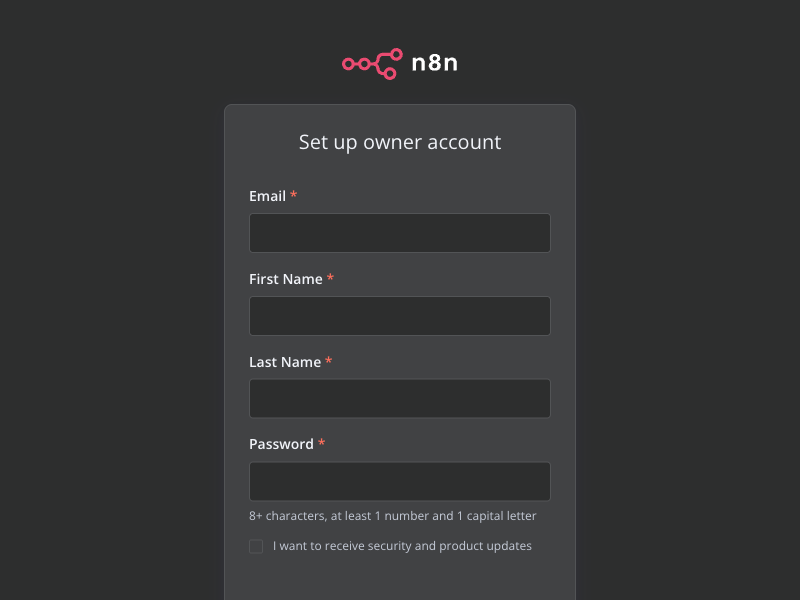 n8n
Set up owner account
Email *
First Name *
Last Name *
Password *
8+ characters, at least 1 number and 1 capital letter
I want to receive security and product updates